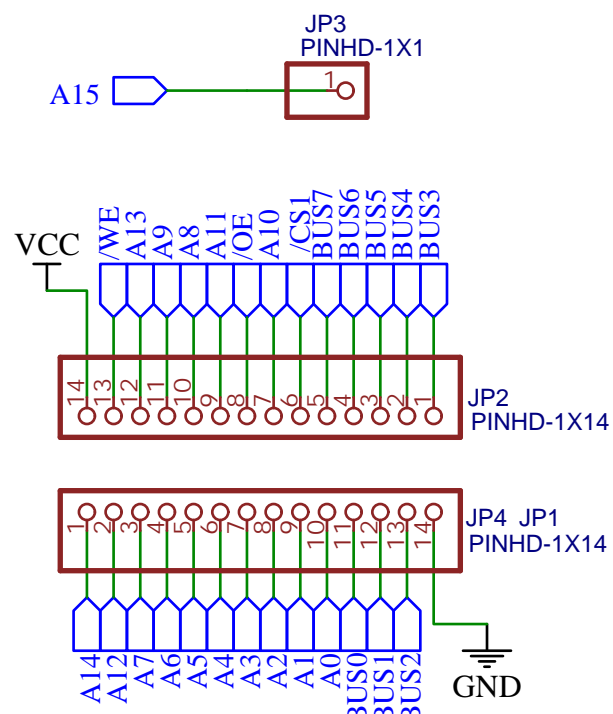 JP3
PINHD-1X1
A15
1
/WE
A13
A9
A8
A11
/OE
A10
/CS1
BUS7
BUS6
BUS5
BUS4
BUS3
VCC
14
13
12
11
10
9
8
7
6
5
4
3
2
1
JP2
PINHD-1X14
1
2
3
4
5
6
7
8
9
10
11
12
13
14
JP4 JP1
PINHD-1X14
A14
A12
A7
A6
A5
A4
A3
A2
A1
A0
BUS0
BUS1
BUS2
GND